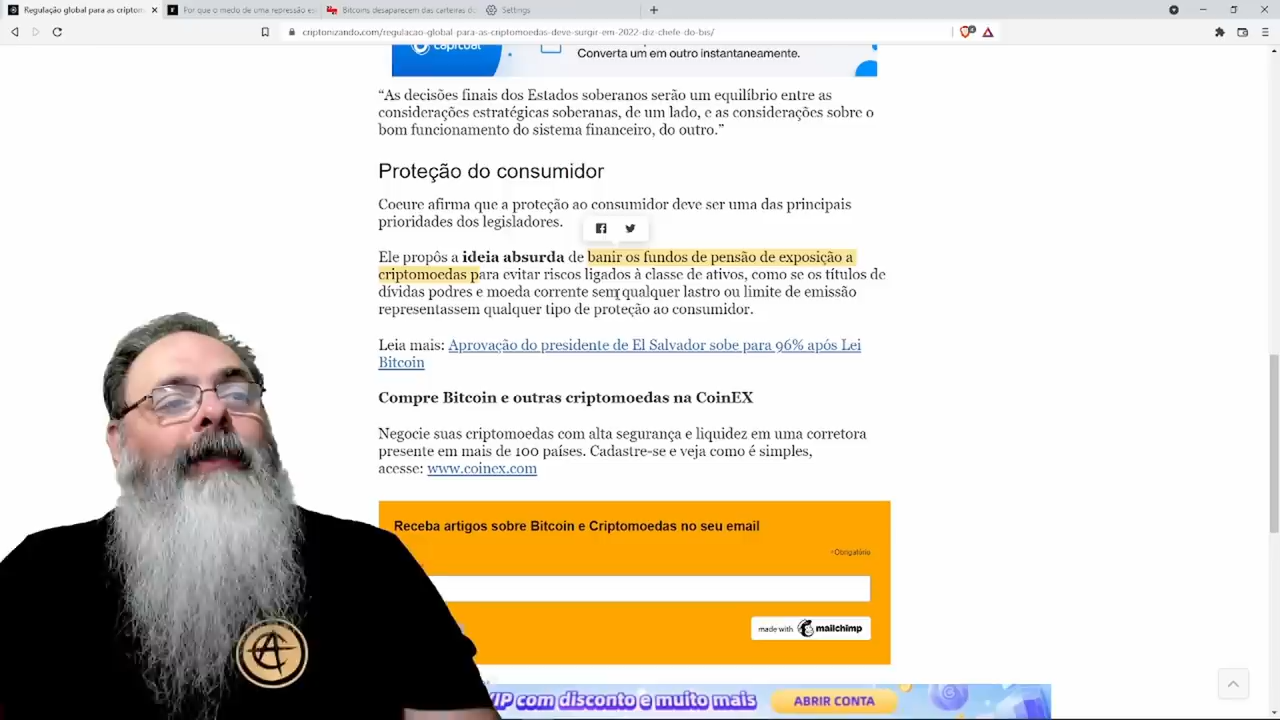 Regulação global para as cripton
Por que o medo de uma repressão es
Bitcoins desaparecem das carteiras do
Settings
criptonizando.com/regulacao-global-para-as-criptomoedas-deve-surgir-em-2022-diz-chefe-do-bis/
Converta um em outro instantaneamente.
“As decisões finais dos Estados soberanos serão um equilíbrio entre as
considerações estratégicas soberanas, de um lado, e as considerações sobre o
bom funcionamento do sistema financeiro, do outro.”
Proteção do consumidor
Coeure afirma que a proteção ao consumidor deve ser uma das principais
prioridades dos legisladores.
Ele propôs a ideia absurda de banir os fundos de pensão de exposição a
criptomoedas para evitar riscos ligados à classe de ativos, como se os títulos de
dívidas podres e moeda corrente sem qualquer lastro ou limite de emissão
representassem qualquer tipo de proteção ao consumidor.
Leia mais: Aprovação do presidente de El Salvador sobe para 96% após Lei
Bitcoin
Compre Bitcoin e outras criptomoedas na CoinEX
Negocie suas criptomoedas com alta segurança e liquidez em uma corretora
presente em mais de 100 países. Cadastre-se e veja como é simples,
acesse: www.coinex.com
Receba artigos sobre Bitcoin e Criptomoedas no seu email
*Obrigatório
made with mailchimp
VIP com disconto e muito mais
ABRIR CONTA